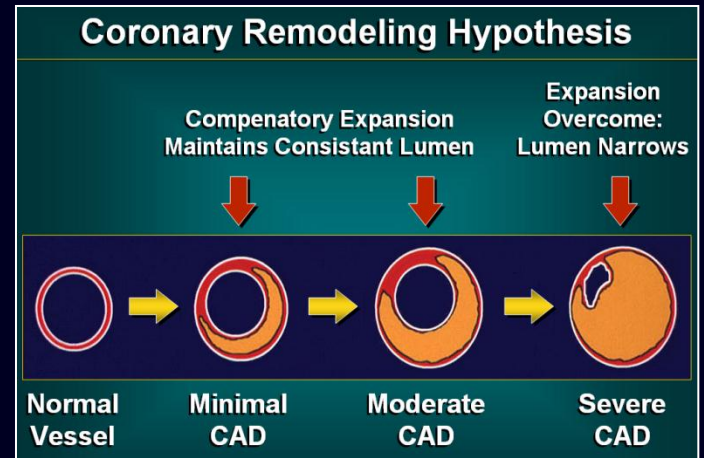 Coronary Remodeling Hypothesis
Compenatory Expansion
Maintains Consistant Lumen
Expansion
Overcome:
Lumen Narrows
Normal
Vessel
Minimal
CAD
Moderate
CAD
Severe
CAD